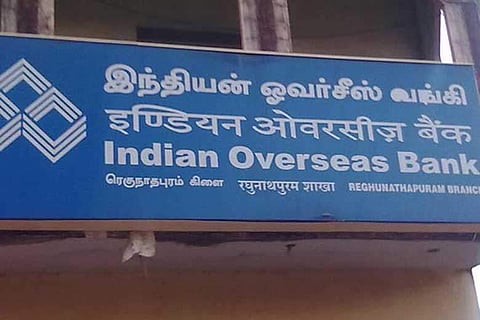 இந்தியன் ஓவர்சீஸ் வங்கி
इण्डियन ओवरसीज़ बैंक
Indian Overseas Bank
ரெகுநாதபுரம் கிளை रघुनाथपुरम शाखा REGHUNATHAPURAM BRANCH